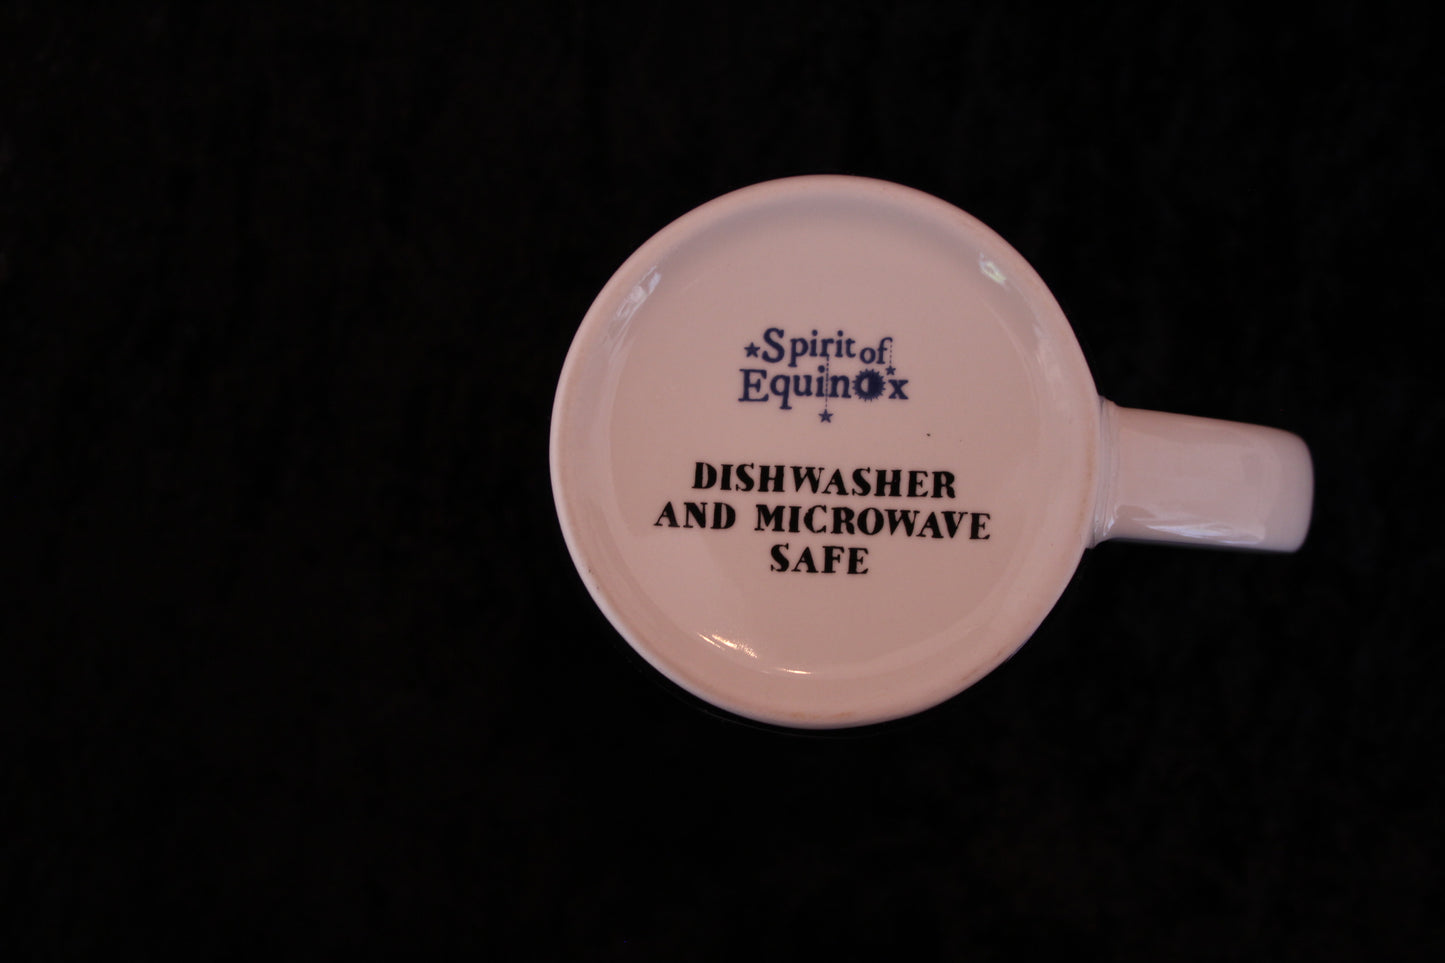 Spirit of
Equinox
DISHWASHER
AND MICROWAVE
SAFE